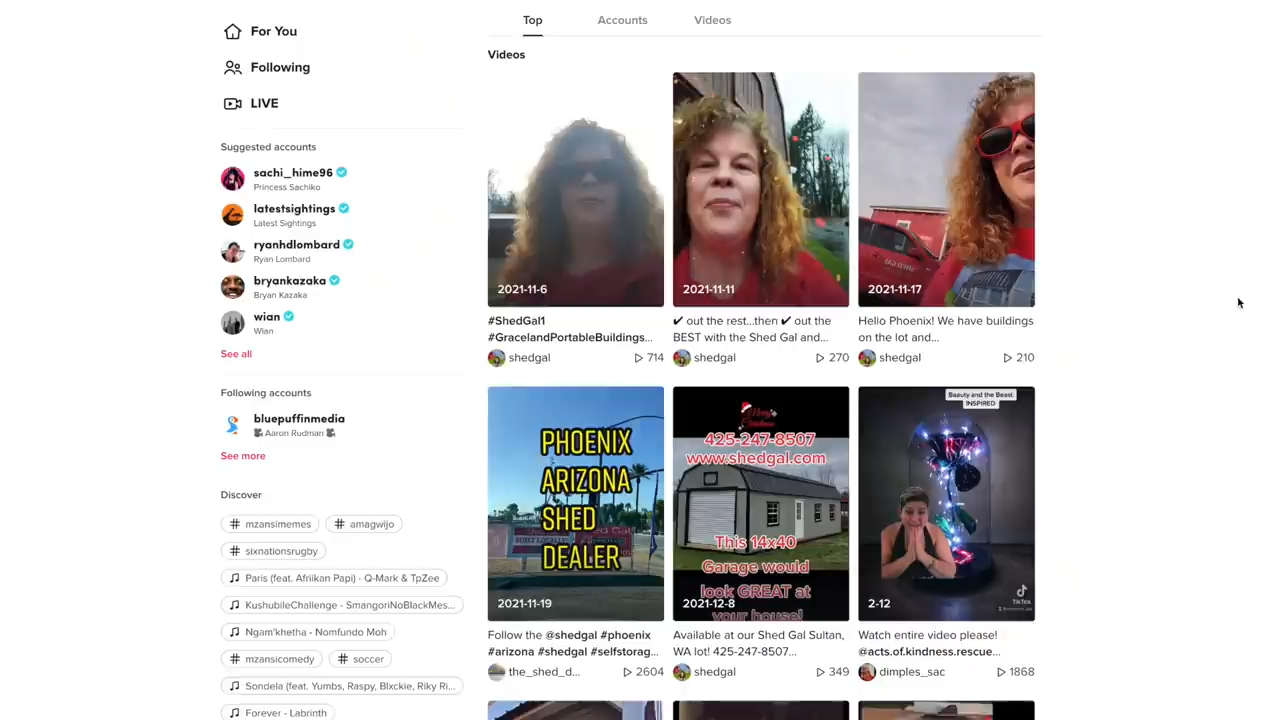 For You
Following
LIVE
Suggested accounts
sachi_hime96
Princess Sachiko
latestsightings
Latest Sightings
ryanhdlombard
Ryan Lombard
bryankazaka
Bryan Kazaka
wian
Wian
See all
Following accounts
bluepuffinmedia
Aaron Rudman
See more
Discover
# mzansimemes
# amagwijo
# sixnationsrugby
Paris (feat. Afriikan Papi) - Q-Mark & TpZee
KushubileChallenge - SmangoriNoBlackMes...
Ngam'khetha - Nomfundo Moh
# mzansicomedy
# soccer
Sondela (feat. Yumbs, Raspy, Blxckie, Riky Ri...
Forever - Labrinth
Top
Accounts
Videos
Videos
2021-11-6
#ShedGal1
#GracelandPortableBuildings...
shedgal
714
2021-11-11
✔ out the rest...then ✔ out the
BEST with the Shed Gal and...
shedgal
270
2021-11-17
Hello Phoenix! We have buildings
on the lot and...
shedgal
210
PHOENIX
ARIZONA
SHED
DEALER
2021-11-19
Follow the @shedgal #phoenix
#arizona #shedgal #selfstorag...
the_shed_d...
2604
Merry
Christmas
425-247-8507
www.shedgal.com
This 14x40
Garage would
look GREAT at
your house!
2021-12-8
Available at our Shed Gal Sultan,
WA lot! 425-247-8507...
shedgal
349
Beauty and the Beast
INSPIRED
TikTok
2-12
Watch entire video please!
@acts.of.kindness.rescue...
dimples_sac
1868